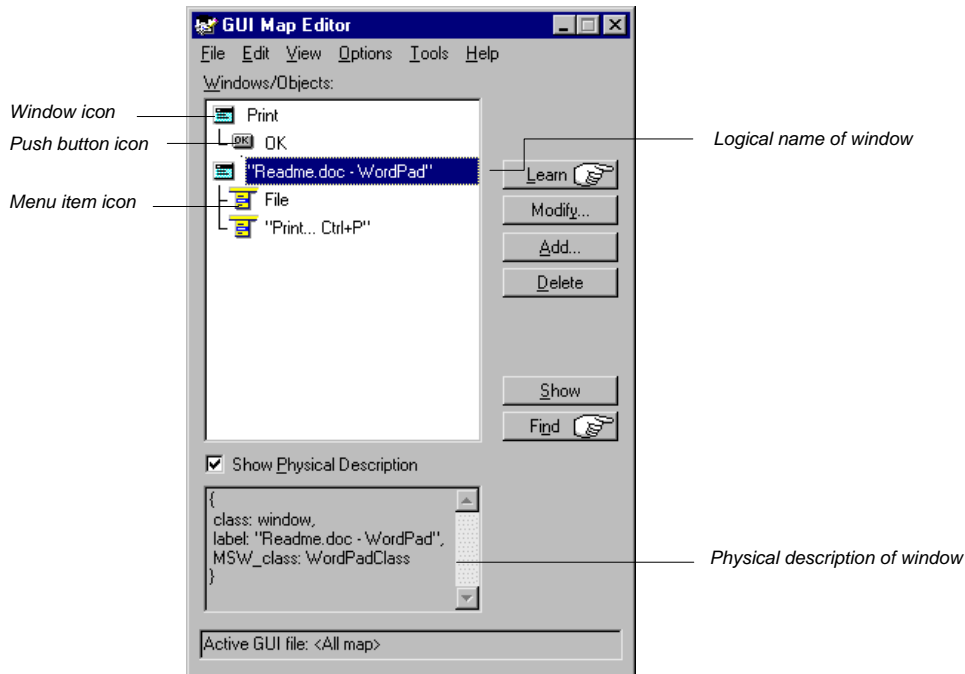 GUI Map Editor
File Edit View Options Tools Help
Windows/Objects:
Window icon
Print
Push button icon
OK
OK
Logical name of window
"Readme.doc - WordPad"
Learn
Menu item icon
File
Modify...
"Print... Ctrl+P"
Add...
Delete
Show
Find
Show Physical Description
{
class: window,
label: "Readme.doc - WordPad",
MSW_class: WordPadClass
}
Physical description of window
Active GUI file: <All map>